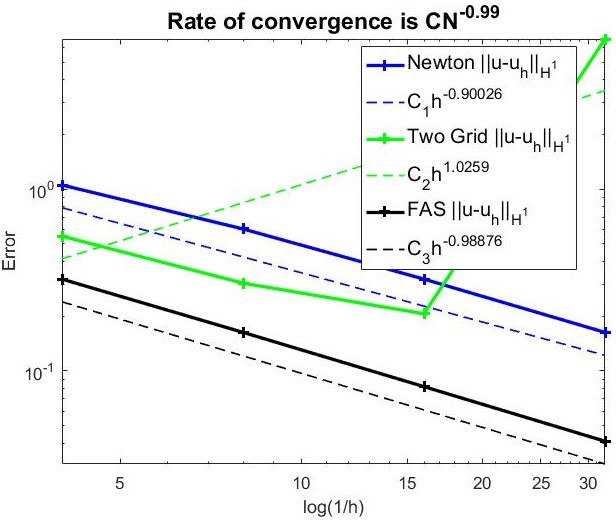 Rate of convergence is CN^-0.99
Newton ||u-u_h||_H^1
C_1h^-0.90026
Two Grid ||u-u_h||_H^1
C_2h^1.0259
FAS ||u-u_h||_H^1
C_3h^-0.98876
Error
10^0
10^-1
5 10 15 20 25 30
log(1/h)